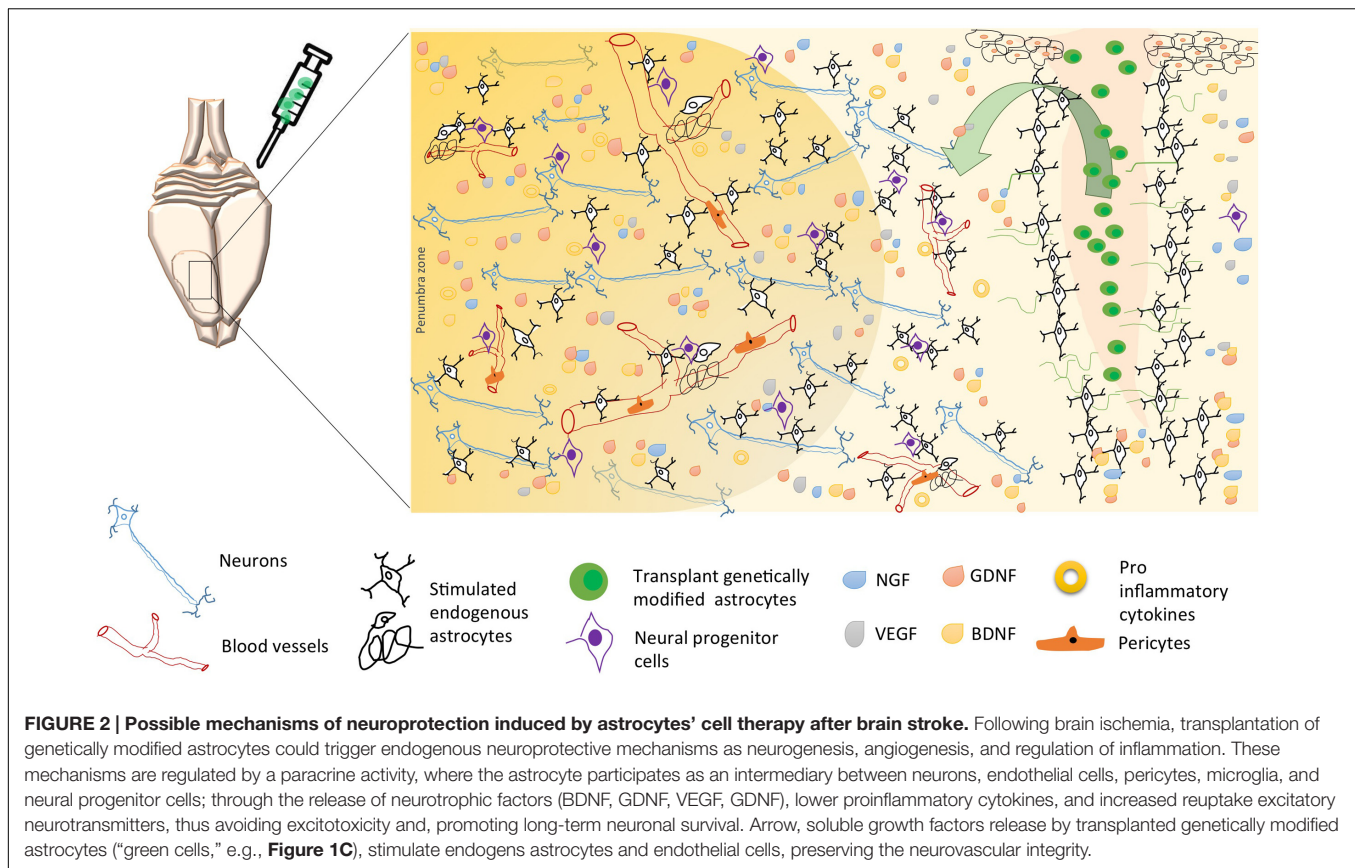 Penumbra zone
Neurons
Blood vessels
Stimulated
endogenous
astrocytes
Transplant genetically
modified astrocytes
Neural progenitor
cells
NGF
GDNF
VEGF
BDNF
Pro
inflammatory
cytokines
Pericytes
FIGURE 2 | Possible mechanisms of neuroprotection induced by astrocytes' cell therapy after brain stroke. Following brain ischemia, transplantation of
genetically modified astrocytes could trigger endogenous neuroprotective mechanisms as neurogenesis, angiogenesis, and regulation of inflammation. These
mechanisms are regulated by a paracrine activity, where the astrocyte participates as an intermediary between neurons, endothelial cells, pericytes, microglia, and
neural progenitor cells; through the release of neurotrophic factors (BDNF, GDNF, VEGF, GDNF), lower proinflammatory cytokines, and increased reuptake excitatory
neurotransmitters, thus avoiding excitotoxicity and, promoting long-term neuronal survival. Arrow, soluble growth factors release by transplanted genetically modified
astrocytes ("green cells," e.g., Figure 1C), stimulate endogens astrocytes and endothelial cells, preserving the neurovascular integrity.